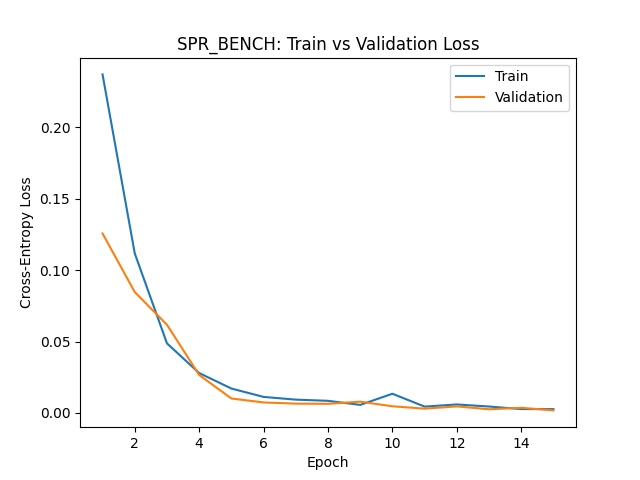 SPR_BENCH: Train vs Validation Loss
Train
Validation
Cross-Entropy Loss
0.20
0.15
0.10
0.05
0.00
2 4 6 8 10 12 14
Epoch